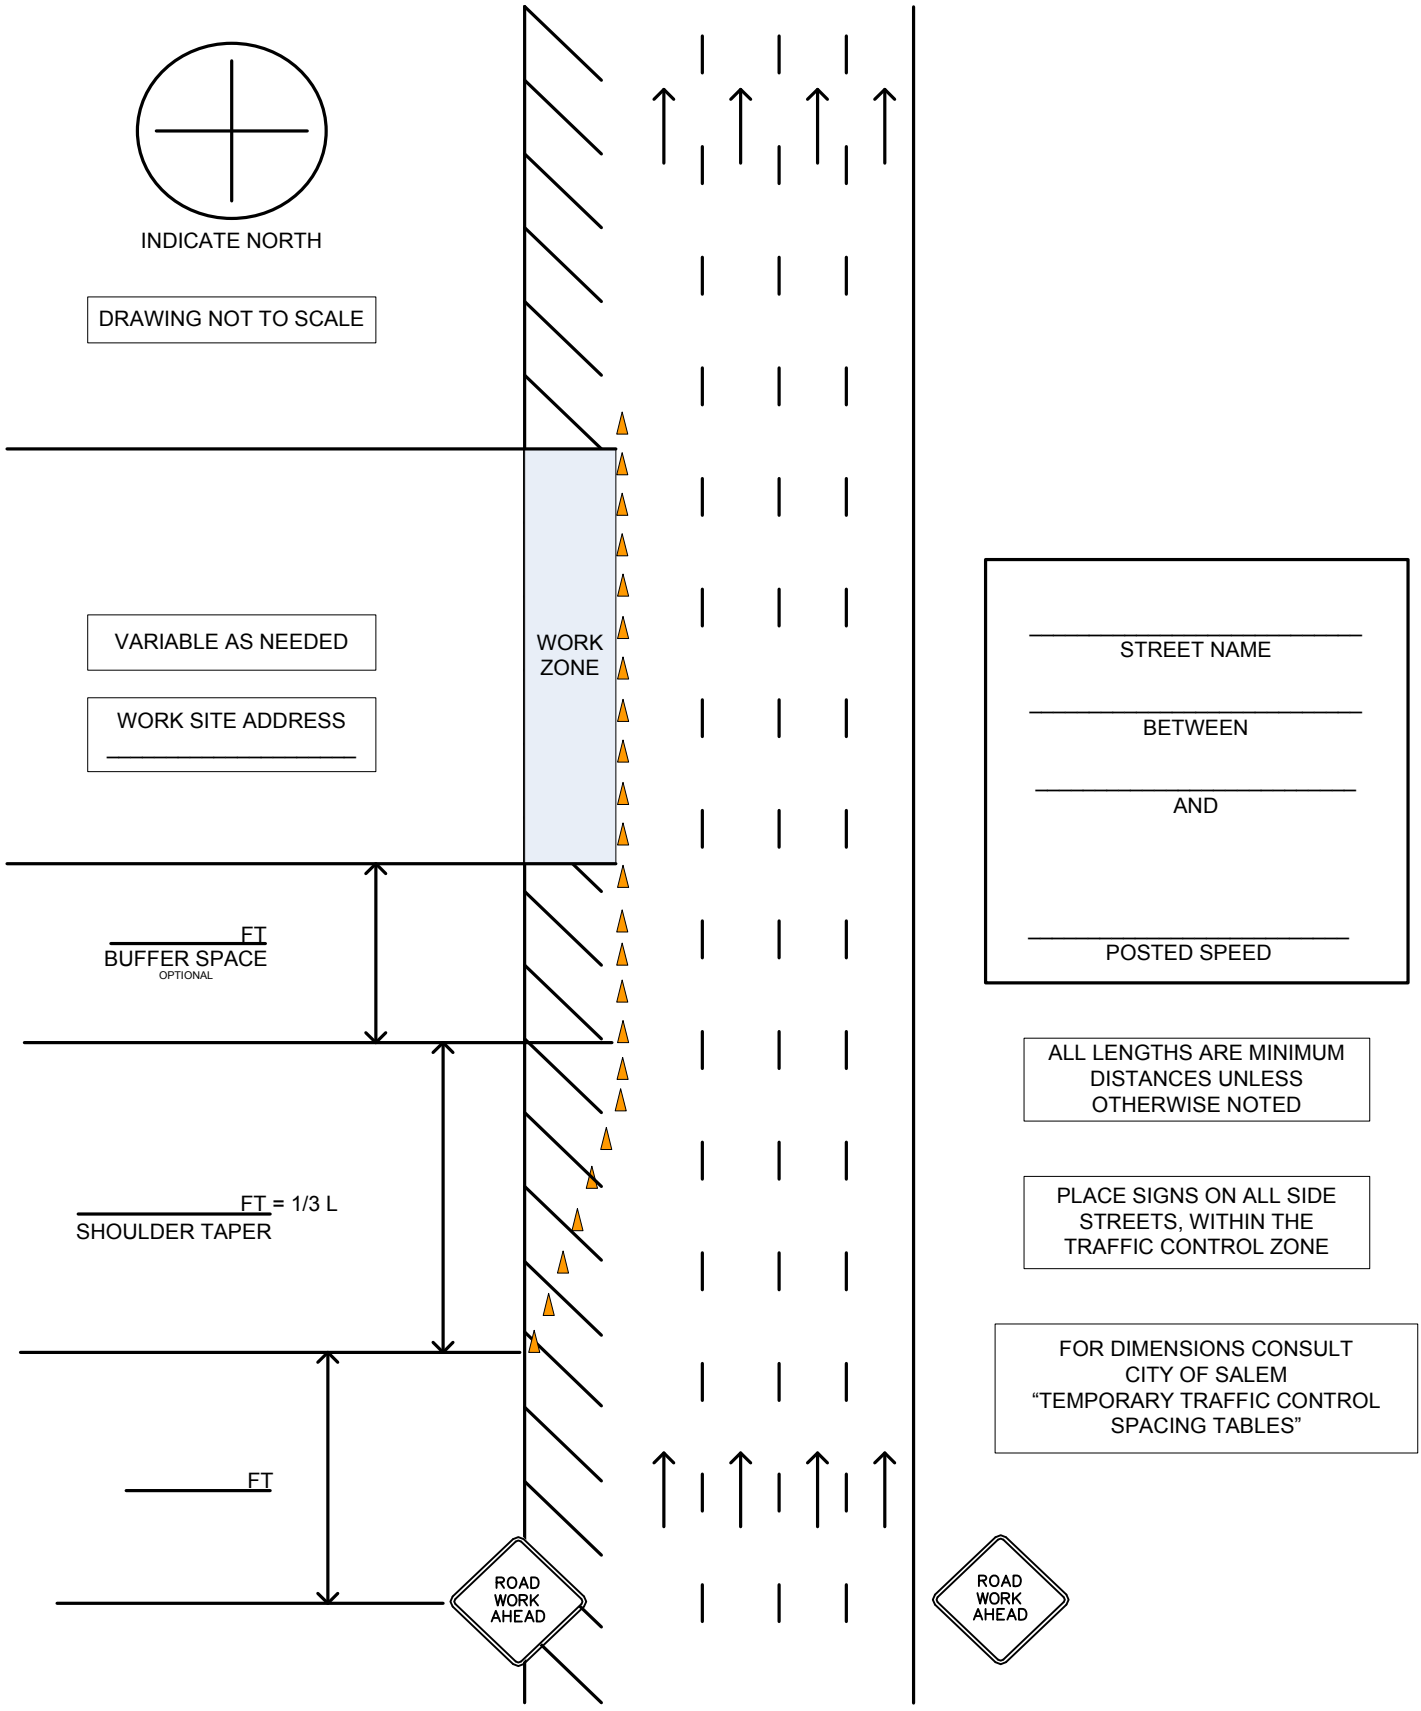 INDICATE NORTH
DRAWING NOT TO SCALE
VARIABLE AS NEEDED
WORK SITE ADDRESS
WORK
ZONE
STREET NAME
BETWEEN
AND
POSTED SPEED
FT
BUFFER SPACE
OPTIONAL
ALL LENGTHS ARE MINIMUM
DISTANCES UNLESS
OTHERWISE NOTED
FT = 1/3 L
SHOULDER TAPER
PLACE SIGNS ON ALL SIDE
STREETS, WITHIN THE
TRAFFIC CONTROL ZONE
FOR DIMENSIONS CONSULT
CITY OF SALEM
“TEMPORARY TRAFFIC CONTROL
SPACING TABLES”
FT
ROAD
WORK
AHEAD
ROAD
WORK
AHEAD